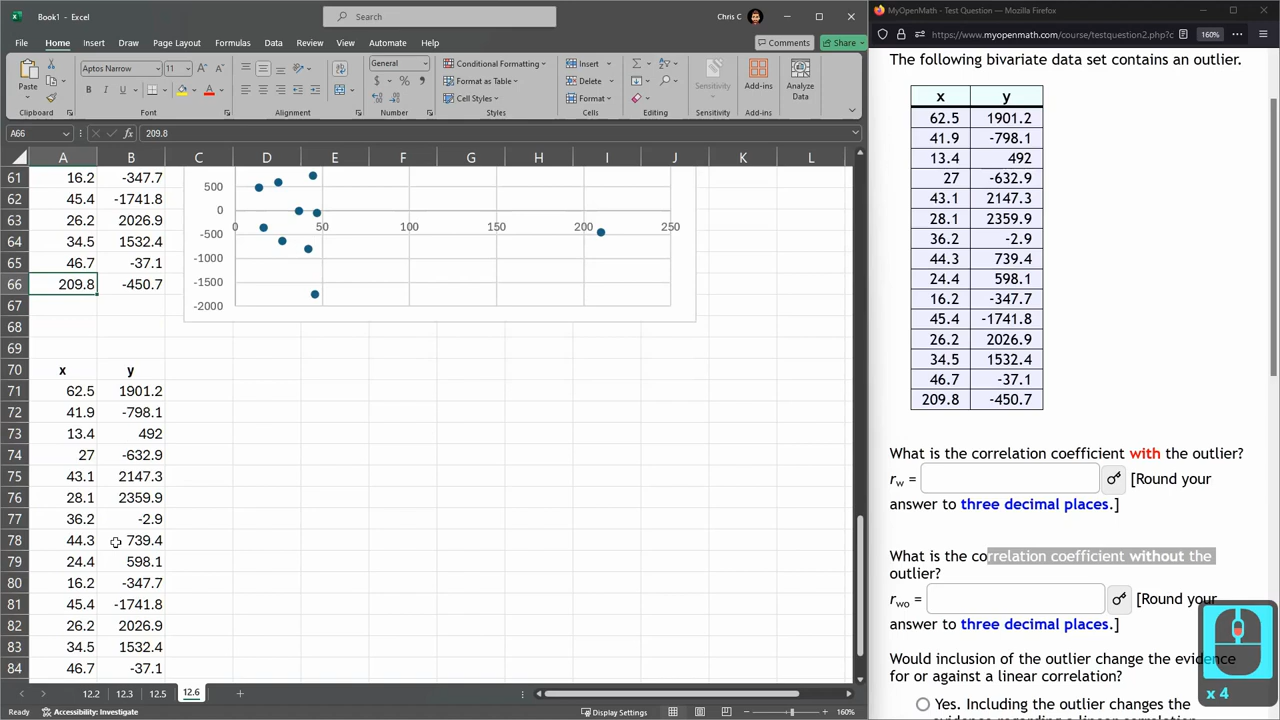 Book1 - Excel
Search
Chris C
File Home Insert Draw Page Layout Formulas Data Review View Automate Help
Comments Share
Paste
Aptos Narrow 11 A A
B I U A
General
$ % 9
Conditional Formatting
Format as Table
Cell Styles
Insert
Delete
Format
Sensitivity
Add-ins
Analyze
Data
Clipboard Font Alignment Number Styles Cells Editing Sensitivity Add-ins
A66 fx 209.8
A B C D E F G H I J K L
61 16.2 -347.7
62 45.4 -1741.8
63 26.2 2026.9
64 34.5 1532.4
65 46.7 -37.1
66 209.8 -450.7
67
68
69
70 x y
71 62.5 1901.2
72 41.9 -798.1
73 13.4 492
74 27 -632.9
75 43.1 2147.3
76 28.1 2359.9
77 36.2 -2.9
78 44.3 739.4
79 24.4 598.1
80 16.2 -347.7
81 45.4 -1741.8
82 26.2 2026.9
83 34.5 1532.4
84 46.7 -37.1
500
0
-500
-1000
-1500
-2000
0 50 100 150 200 250
12.2 12.3 12.5 12.6
Ready Accessibility: Investigate Display Settings 160%
MyOpenMath - Test Question — Mozilla Firefox
https://www.myopenmath.com/course/testquestion2.php?c 160%
The following bivariate data set contains an outlier.
x y
62.5 1901.2
41.9 -798.1
13.4 492
27 -632.9
43.1 2147.3
28.1 2359.9
36.2 -2.9
44.3 739.4
24.4 598.1
16.2 -347.7
45.4 -1741.8
26.2 2026.9
34.5 1532.4
46.7 -37.1
209.8 -450.7
What is the correlation coefficient with the outlier?
rw = [Round your
answer to three decimal places.]
What is the correlation coefficient without the
outlier?
rwo = [Round your
answer to three decimal places.]
Would inclusion of the outlier change the evidence
for or against a linear correlation?
Yes. Including the outlier changes the
evidence regarding a linear correlation
x 4